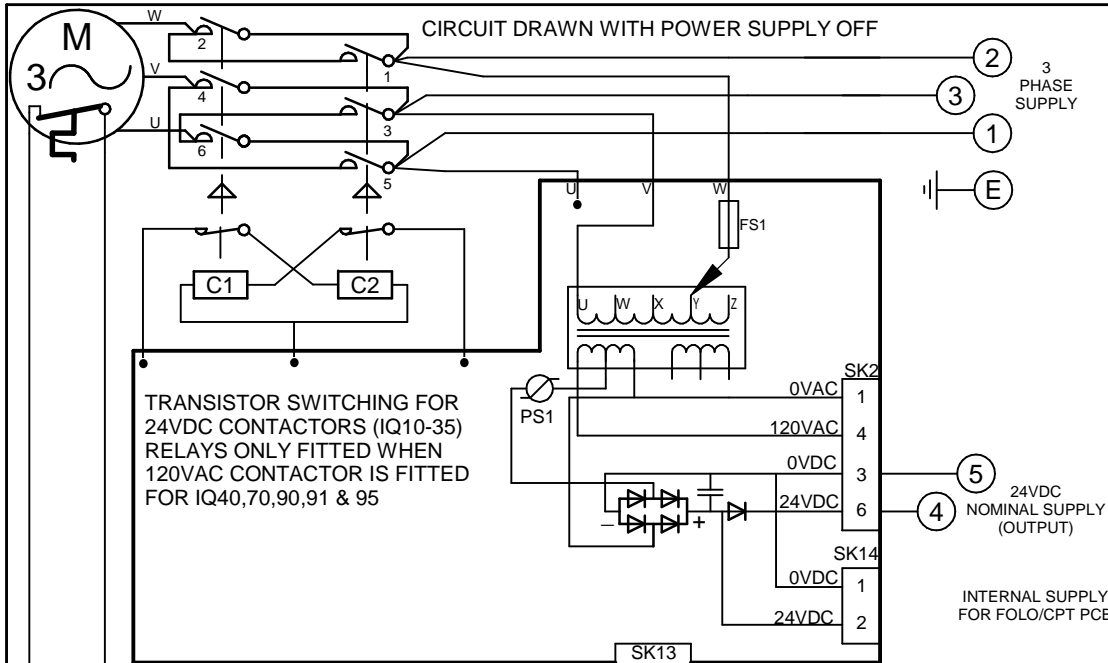 CIRCUIT DRAWN WITH POWER SUPPLY OFF
W
M
3
V
U
2
1
4
3
6
5
2
3
1
E
3
PHASE
SUPPLY
U
V
W
FS1
C1
C2
U
W
X
Y
Z
TRANSISTOR SWITCHING FOR
24VDC CONTACTORS (IQ10-35)
RELAYS ONLY FITTED WHEN
120VAC CONTACTOR IS FITTED
FOR IQ40,70,90,91 & 95
PS1
SK2
0VAC
1
120VAC
4
0VDC
3
24VDC
6
– +
5
4
24VDC
NOMINAL SUPPLY
(OUTPUT)
SK14
0VDC
1
24VDC
2
INTERNAL SUPPLY
FOR FOLO/CPT PCB
SK13